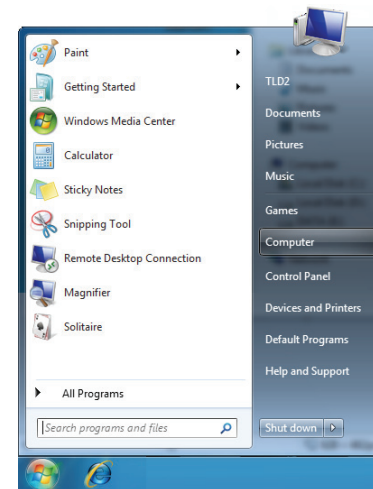 Paint
Getting Started
Windows Media Center
Calculator
Sticky Notes
Snipping Tool
Remote Desktop Connection
Magnifier
Solitaire
All Programs
Search programs and files
TLD2
Documents
Pictures
Music
Games
Computer
Control Panel
Devices and Printers
Default Programs
Help and Support
Shut down